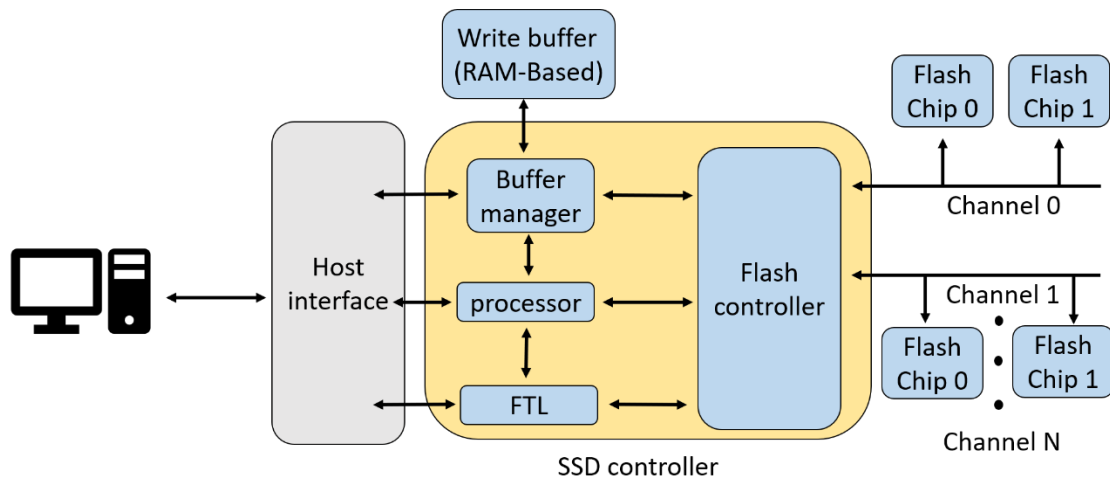 Write buffer
(RAM-Based)
Flash
Chip 0
Flash
Chip 1
Channel 0
Host
interface
Buffer
manager
processor
FTL
Flash
controller
Channel 1
Flash
Chip 0
Flash
Chip 1
Channel N
SSD controller